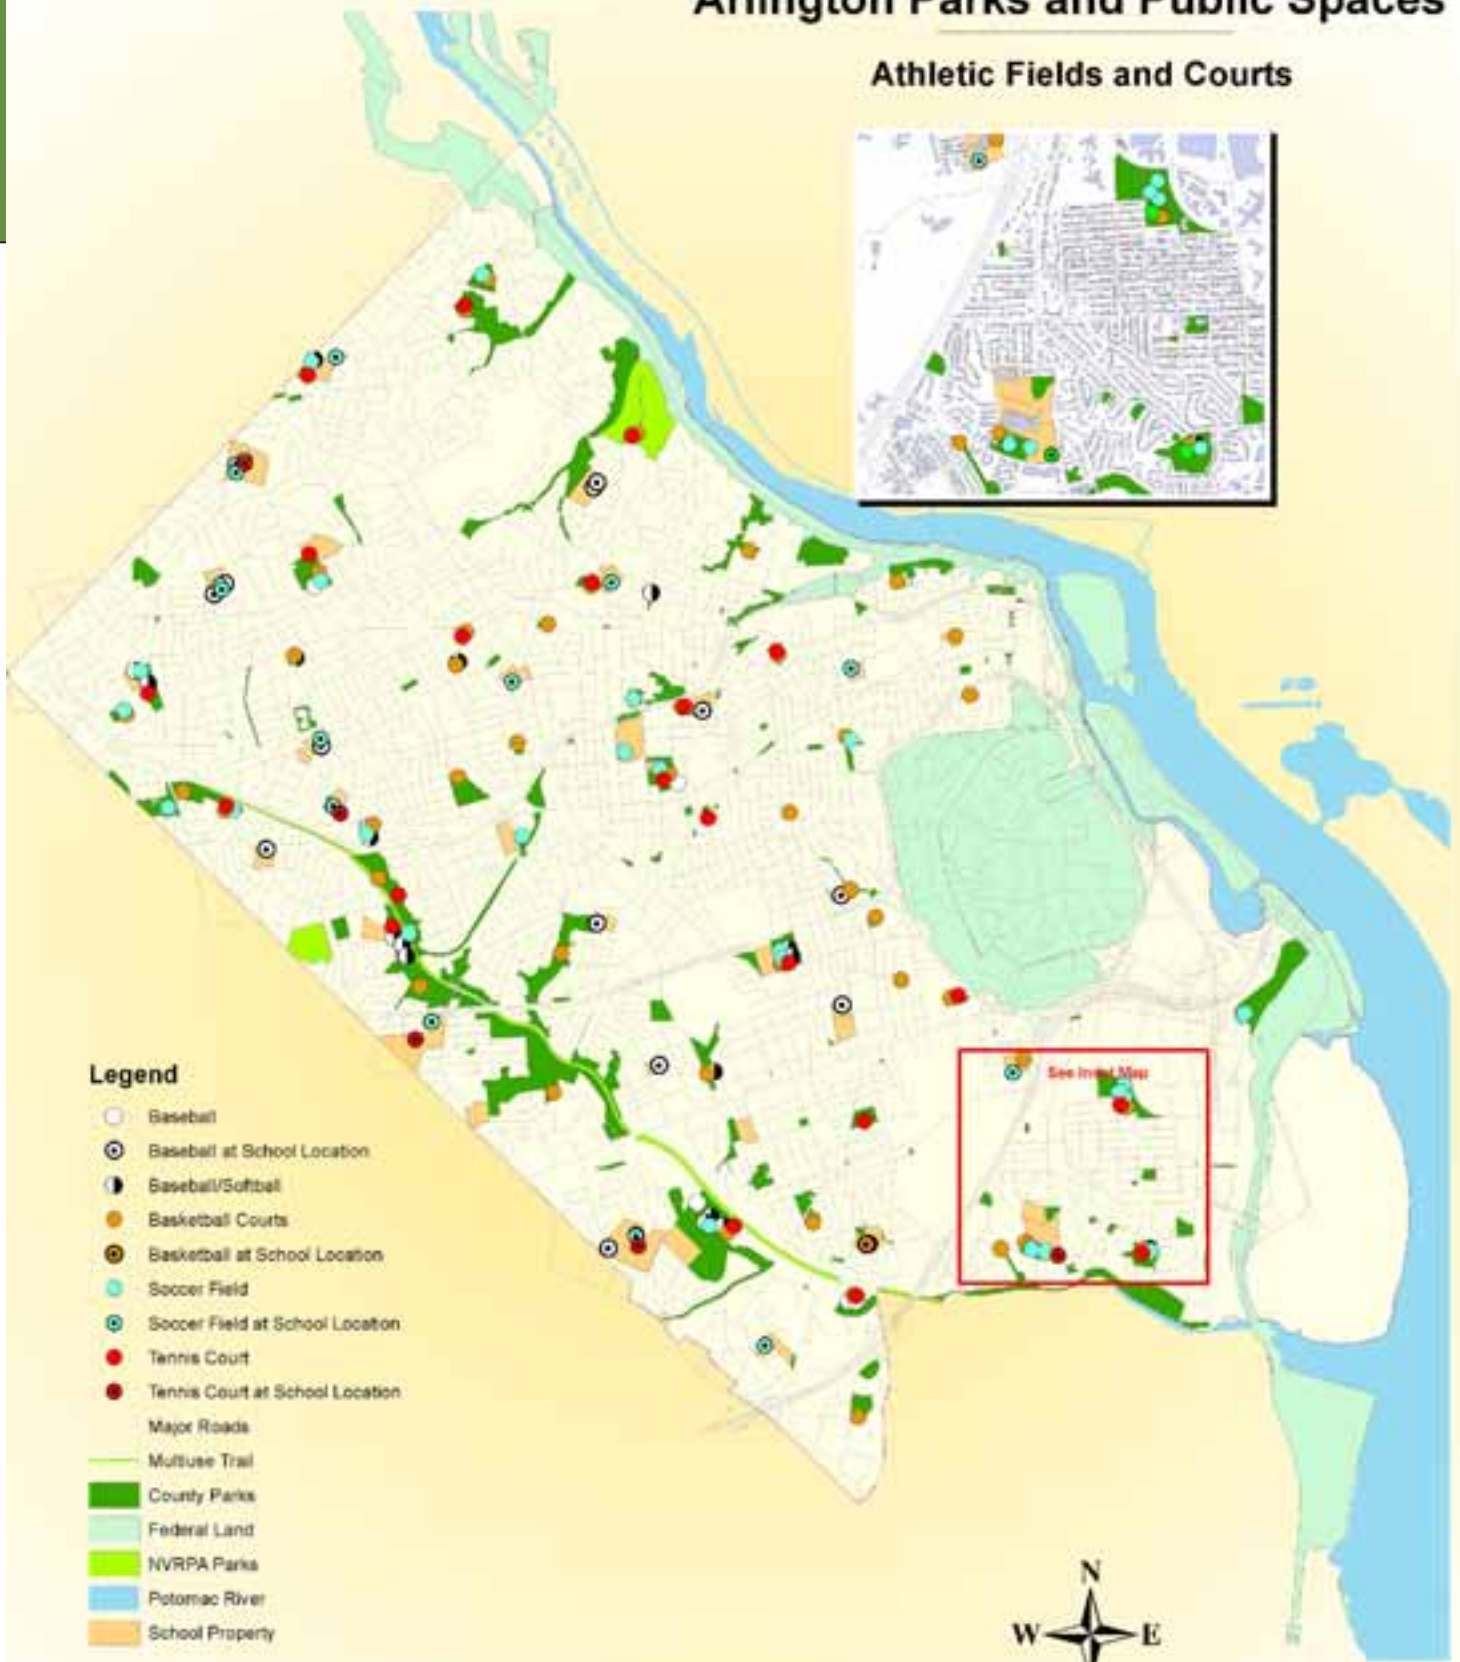 Arlington Parks and Public Spaces
Athletic Fields and Courts
See Inset Map
Legend
Baseball
Baseball at School Location
Baseball/Softball
Basketball Courts
Basketball at School Location
Soccer Field
Soccer Field at School Location
Tennis Court
Tennis Court at School Location
Major Roads
Multiuse Trail
County Parks
Federal Land
NVRPA Parks
Potomac River
School Property
N
W E